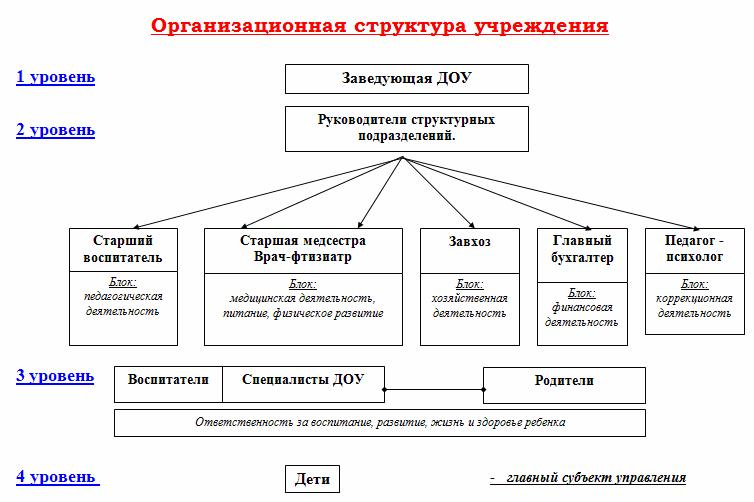 Организационная структура учреждения
1 уровень
Заведующая ДОУ
2 уровень
Руководители структурных
подразделений.
Старший
воспитатель
Блок:
педагогическая
деятельность
Старшая медсестра
Врач-фтизиатр
Блок:
медицинская деятельность,
питание, физическое развитие
Завхоз
Блок:
хозяйственная
деятельность
Главный
бухгалтер
Блок:
финансовая
деятельность
Педагог -
психолог
Блок:
коррекционная
деятельность
3 уровень
Воспитатели
Специалисты ДОУ
Родители
Ответственность за воспитание, развитие, жизнь и здоровье ребенка
4 уровень
Дети
- главный субъект управления